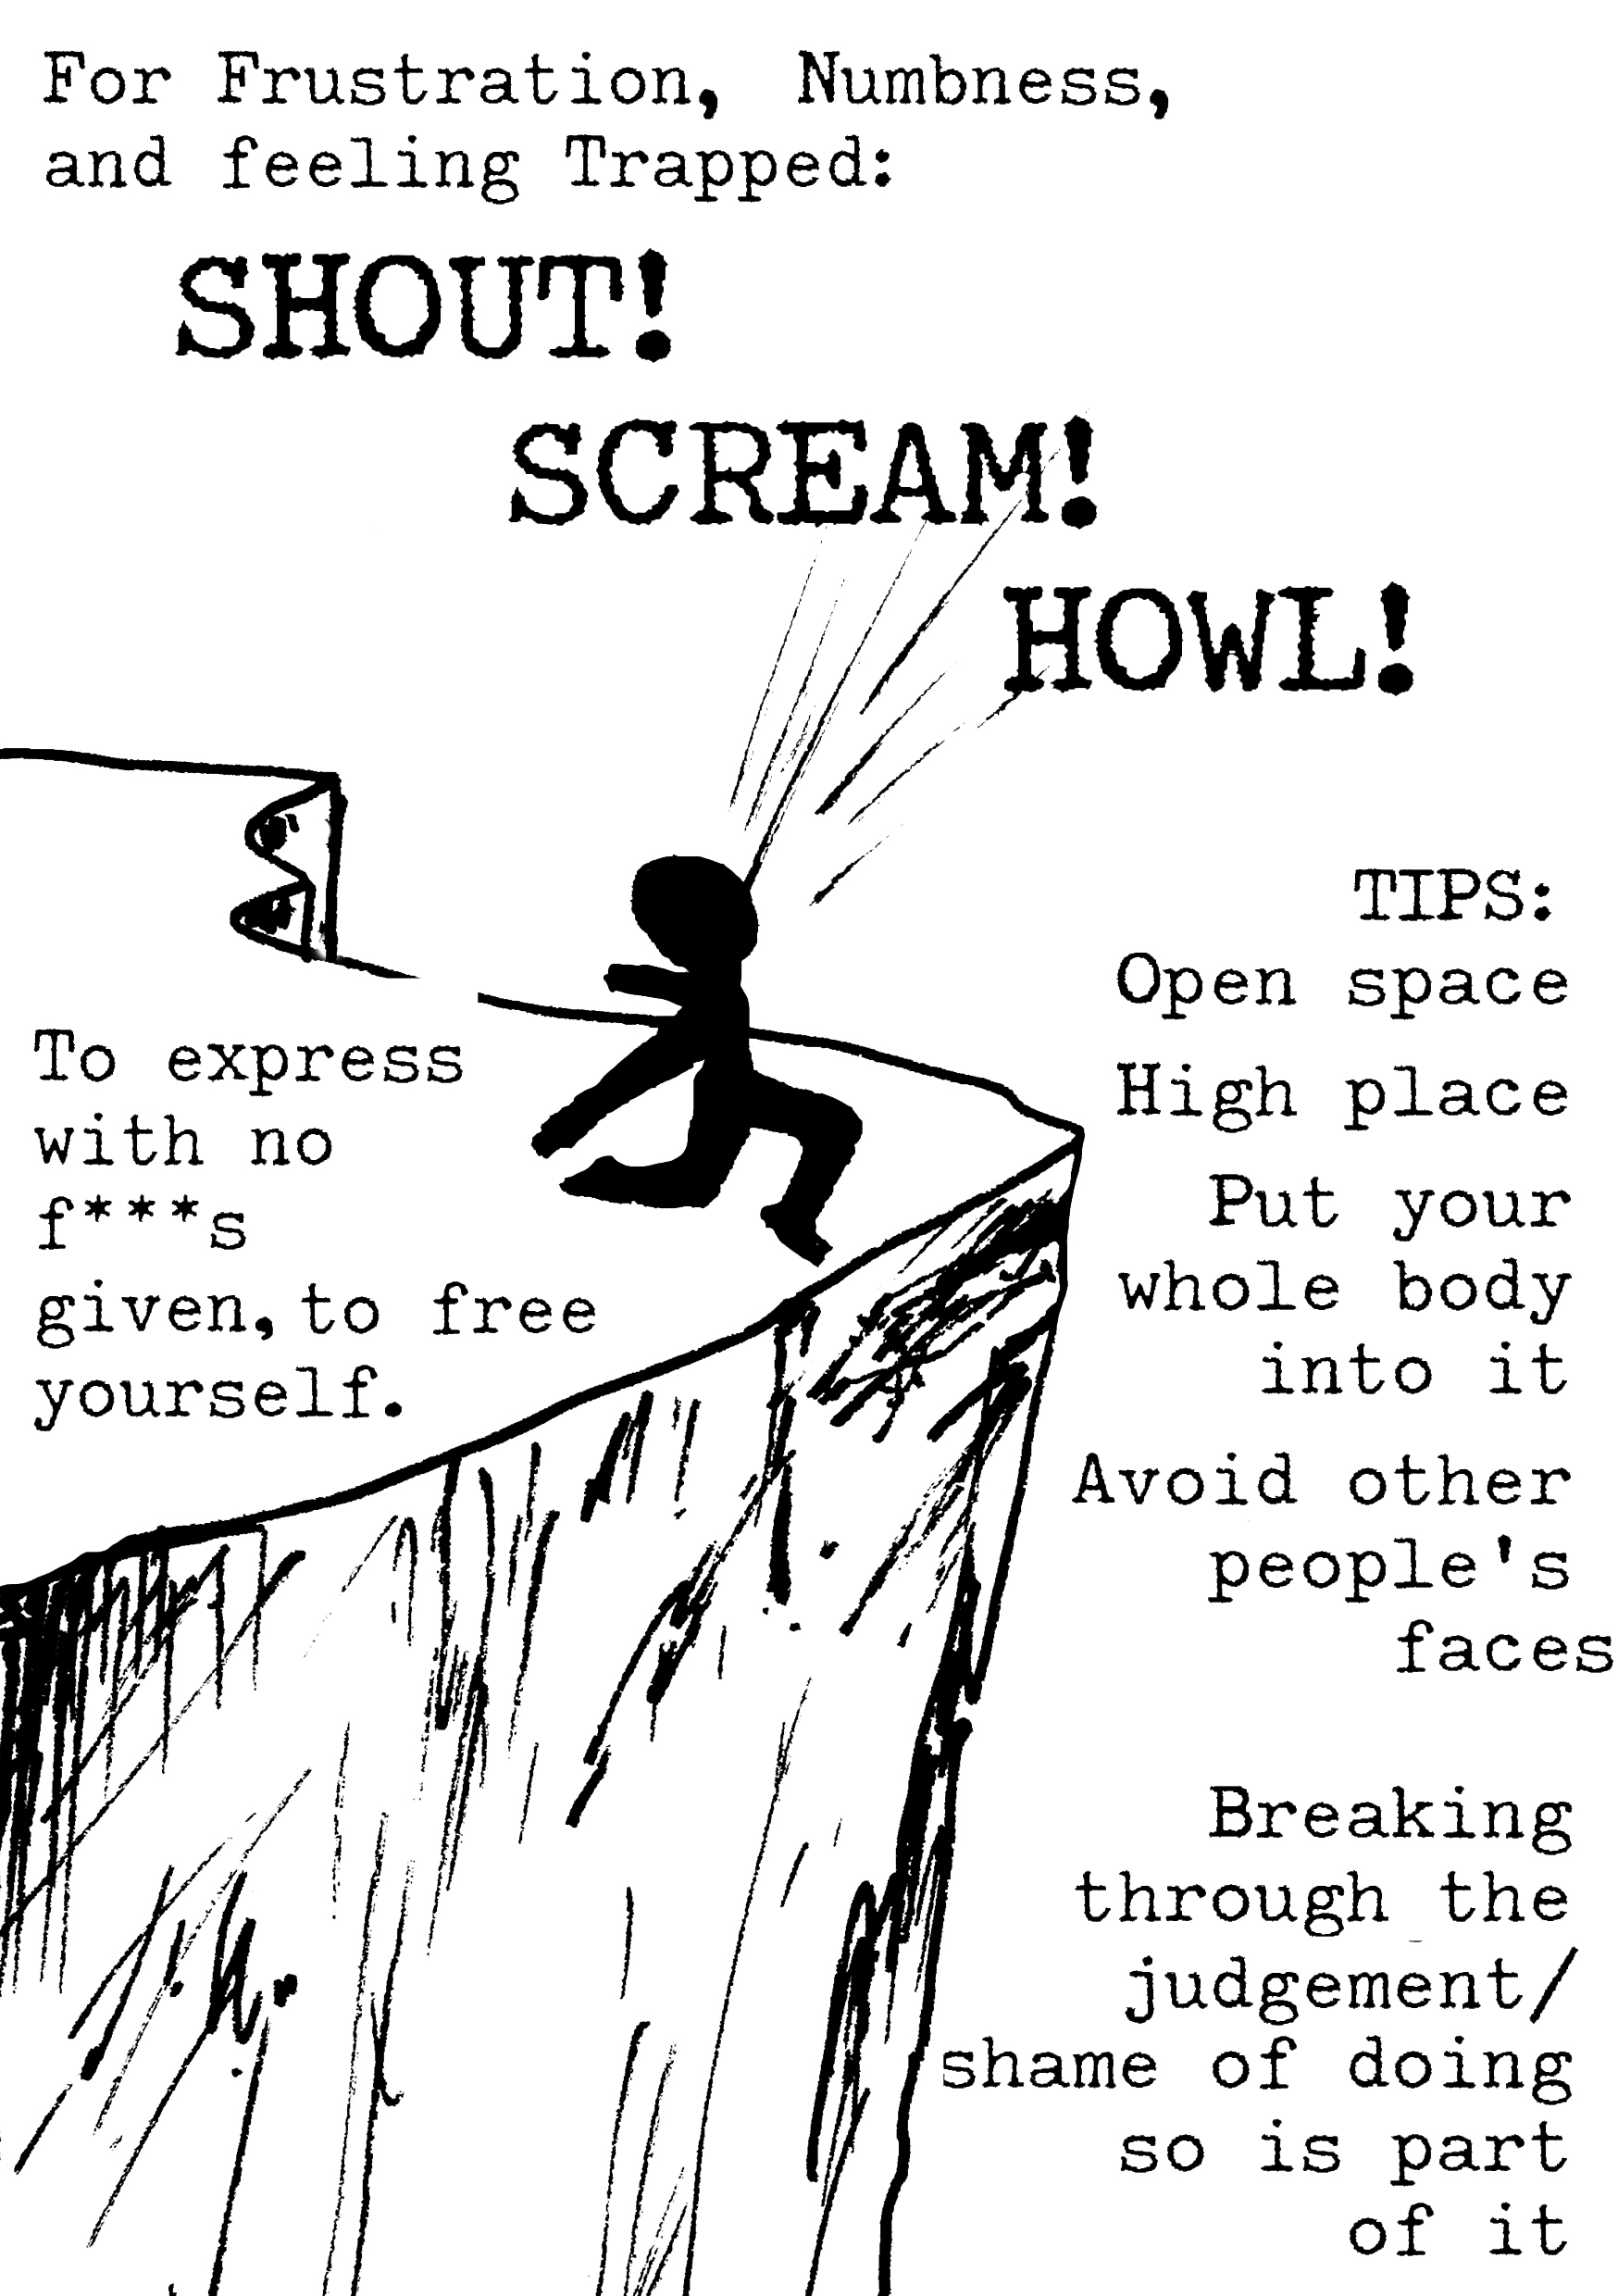 For Frustration, Numbness,
and feeling Trapped:
SHOUT!
SCREAM!
HOWL!
To express
with no
f***s
given, to free
yourself.
TIPS:
Open space
High place
Put your
whole body
into it
Avoid other
people's
faces
Breaking
through the
judgement/
shame of doing
so is part
of it